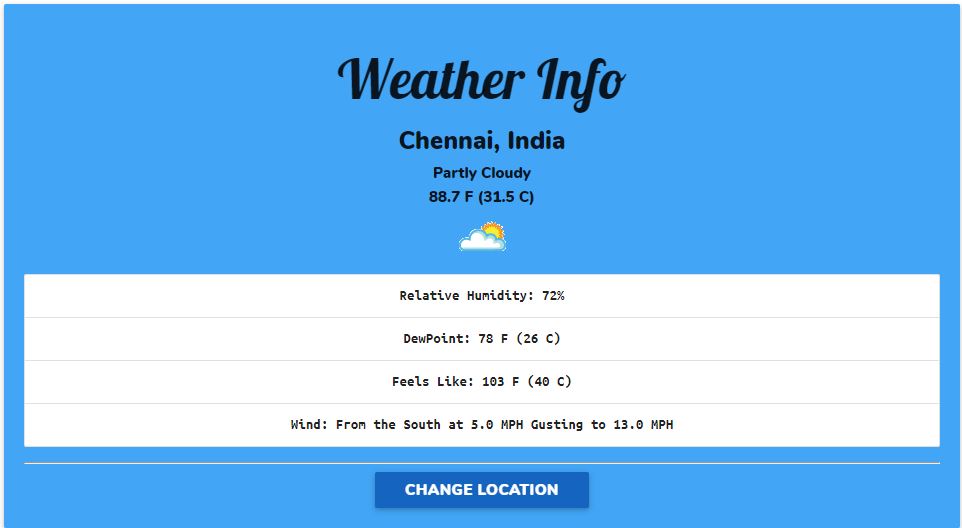 Weather Info
Chennai, India
Partly Cloudy
88.7 F (31.5 C)
Relative Humidity: 72%
DewPoint: 78 F (26 C)
Feels Like: 103 F (40 C)
Wind: From the South at 5.0 MPH Gusting to 13.0 MPH
CHANGE LOCATION